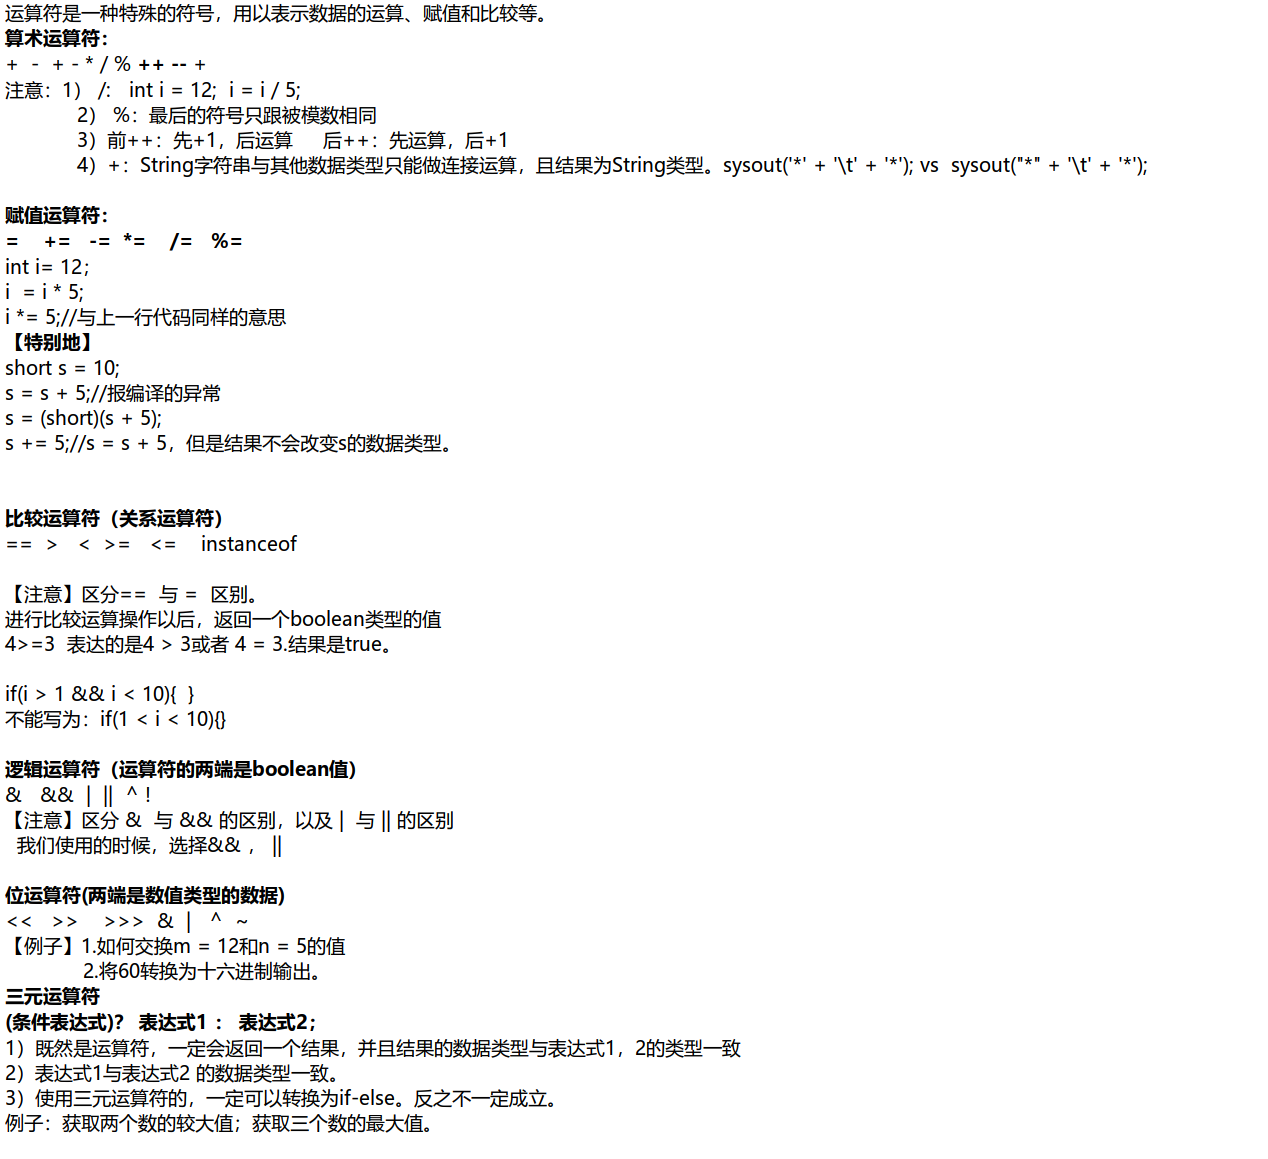 运算符是一种特殊的符号，用以表示数据的运算、赋值和比较等。
算术运算符：
+ - + - * / % ++ -- +
注意：1） /: int i = 12; i = i / 5;
2） %：最后的符号只跟被模数相同
3）前++：先+1，后运算 后++：先运算，后+1
4）+：String字符串与其他数据类型只能做连接运算，且结果为String类型。sysout('*' + '\t' + '*'); vs sysout("*" + '\t' + '*');
赋值运算符：
= += -= *= /= %=
int i= 12;
i = i * 5;
i *= 5;//与上一行代码同样的意思
【特别地】
short s = 10;
s = s + 5;//报编译的异常
s = (short)(s + 5);
s += 5;//s = s + 5，但是结果不会改变s的数据类型。
比较运算符（关系运算符）
== > < >= <= instanceof
【注意】区分== 与 = 区别。
进行比较运算操作以后，返回一个boolean类型的值
4>=3 表达的是4 > 3或者 4 = 3.结果是true。
if(i > 1 && i < 10){ }
不能写为：if(1 < i < 10){}
逻辑运算符（运算符的两端是boolean值）
& && | || ^ !
【注意】区分 & 与 && 的区别，以及 | 与 || 的区别
我们使用的时候，选择&& ， ||
位运算符(两端是数值类型的数据)
<< >> >>> & | ^ ~
【例子】1.如何交换m = 12和n = 5的值
2.将60转换为十六进制输出。
三元运算符
(条件表达式)? 表达式1 : 表达式2;
1）既然是运算符，一定会返回一个结果，并且结果的数据类型与表达式1，2的类型一致
2）表达式1与表达式2 的数据类型一致。
3）使用三元运算符的，一定可以转换为if-else。反之不一定成立。
例子：获取两个数的较大值；获取三个数的最大值。